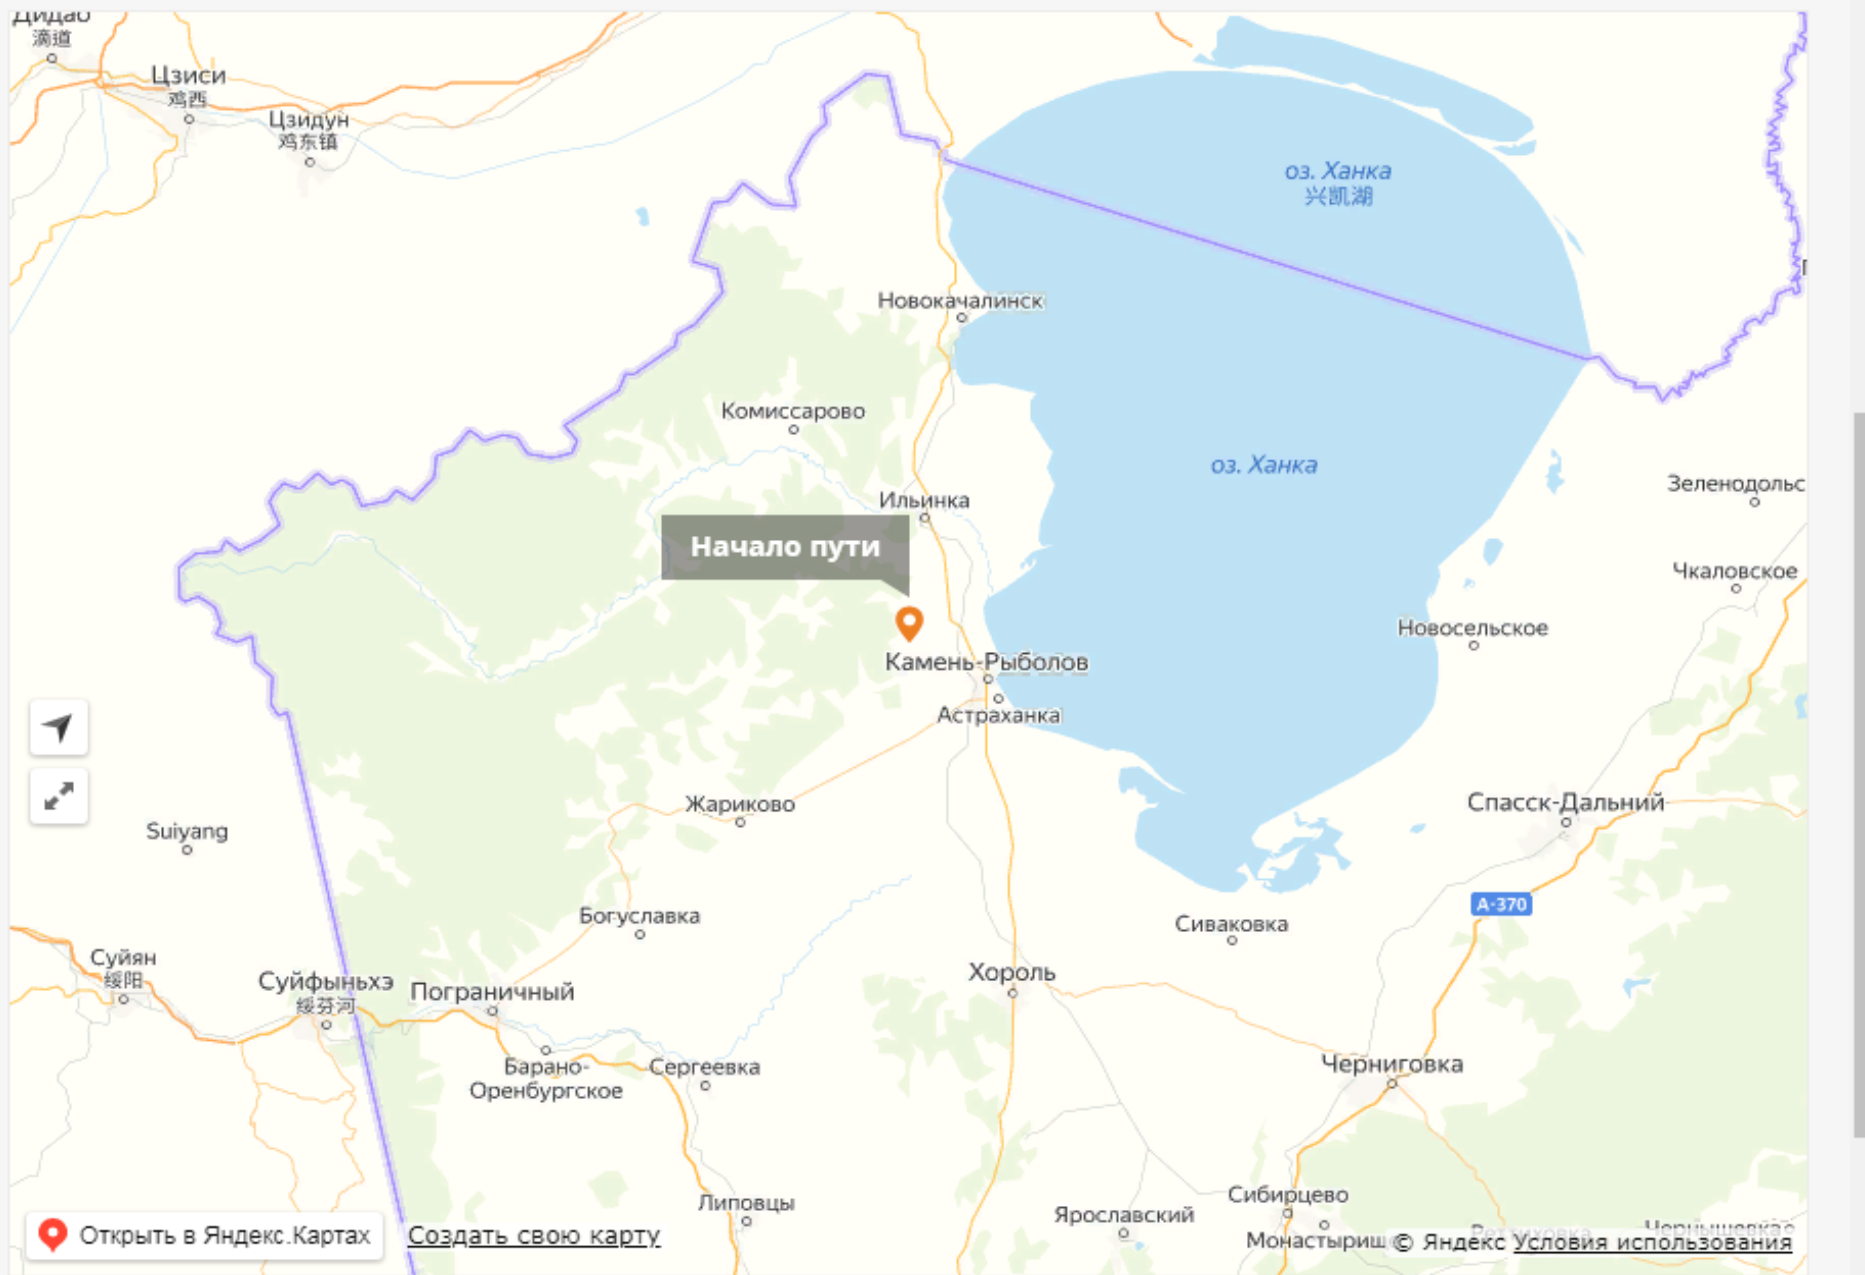 Дидао
滴道
Цзиси
鸡西
Цзидун
鸡东镇
оз. Ханка
兴凯湖
Новокачалинск
Комиссарово
оз. Ханка
Зеленодольс
Ильинка
Начало пути
Чкаловское
Новосельское
Камень-Рыболов
Астраханка
Жариково
Спасск-Дальний
Suiyang
А-370
Богуславка
Сиваковка
Суйян
绥阳
Суйфыньхэ
绥芬河
Пограничный
Хороль
Барано-
Оренбургское
Сергеевка
Черниговка
Липовцы
Сибирцево
Ярославский
Реттиховка
Чернышевка
Монастырищ
Открыть в Яндекс.Картах
Создать свою карту
© Яндекс Условия использования